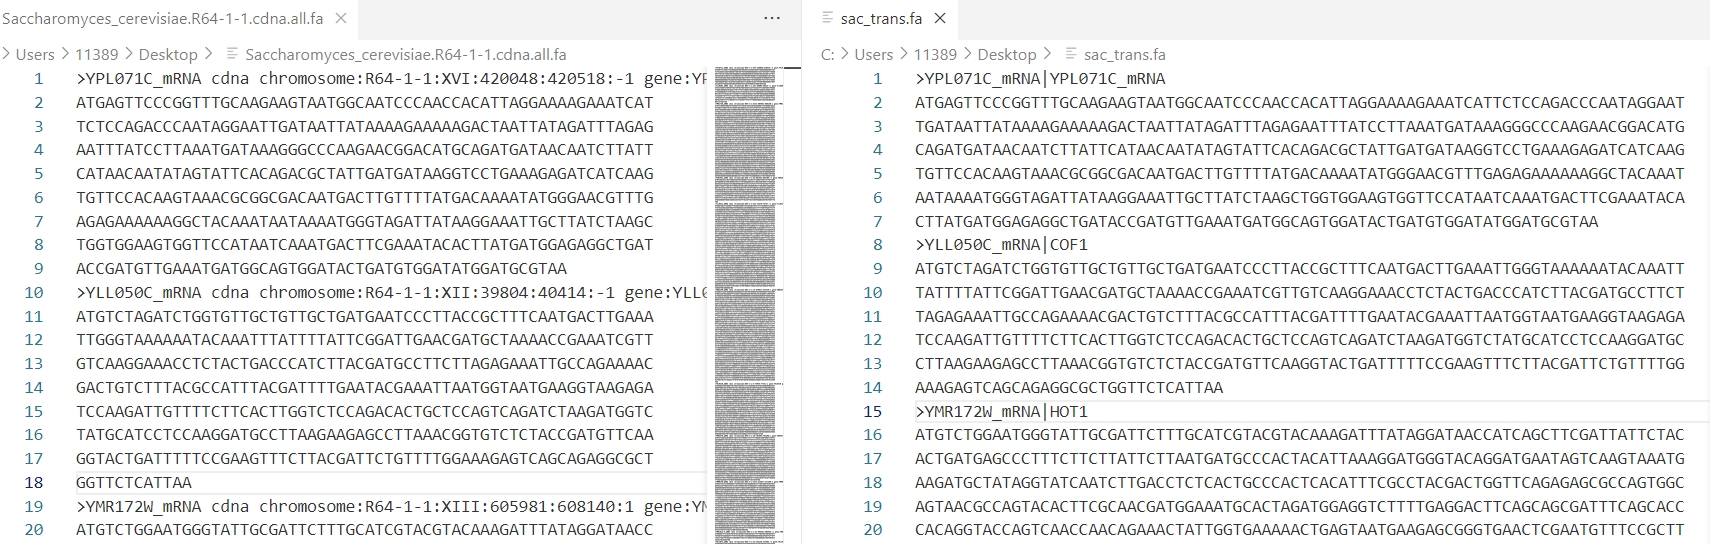 Saccharomyces_cerevisiae.R64-1-1.cdna.all.fa ×
Users > 11389 > Desktop > Saccharomyces_cerevisiae.R64-1-1.cdna.all.fa
1 >YPL071C_mRNA cdna chromosome:R64-1-1:XVI:420048:420518:-1 gene:YP
2 ATGAGTTCCCGGTTTGCAAGAAGTAATGGCAATCCCAACCACATTAGGAAAAGAAATCAT
3 TCTCCAGACCCAATAGGAATTGATAATTATAAAAGAAAAAGACTAATTATAGATTTAGAG
4 AATTTATCCTTAAATGATAAAGGGCCCAAGAACGGACATGCAGATGATAACAATCTTATT
5 CATAACAATATAGTATTCACAGACGCTATTGATGATAAGGTCCTGAAAGAGATCATCAAG
6 TGTTCCACAAGTAAACGCGGCGACAATGACTTGTTTTATGACAAAATATGGGAACGTTTG
7 AGAGAAAAAAGGCTACAAATAATAAAATGGGTAGATTATAAGGAAATTGCTTATCTAAGC
8 TGGTGGAAGTGGTTCCATAATCAAATGACTTCGAAATACACTTATGATGGAGAGGCTGAT
9 ACCGATGTTGAAATGATGGCAGTGGATACTGATGTGGATATGGATGCGTAA
10 >YLL050C_mRNA cdna chromosome:R64-1-1:XII:39804:40414:-1 gene:YLL0
11 ATGTCTAGATCTGGTGTTGCTGTTGCTGATGAATCCCTTACCGCTTTCAATGACTTGAAA
12 TTGGGTAAAAAATACAAATTTATTTTATTCGGATTGAACGATGCTAAAACCGAAATCGTT
13 GTCAAGGAAACCTCTACTGACCCATCTTACGATGCCTTCTTAGAGAAATTGCCAGAAAAC
14 GACTGTCTTTACGCCATTTACGATTTTGAATACGAAATTAATGGTAATGAAGGTAAGAGA
15 TCCAAGATTGTTTTCTTCACTTGGTCTCCAGACACTGCTCCAGTCAGATCTAAGATGGTC
16 TATGCATCCTCCAAGGATGCCTTAAGAAGAGCCTTAAACGGTGTCTCTACCGATGTTCAA
17 GGTACTGATTTTTCCGAAGTTTCTTACGATTCTGTTTTGGAAAGAGTCAGCAGAGGCGCT
18 GGTTCTCATTAA
19 >YMR172W_mRNA cdna chromosome:R64-1-1:XIII:605981:608140:1 gene:YM
20 ATGTCTGGAATGGGTATTGCGATTCTTTGCATCGTACGTACAAAGATTTATAGGATAACC
sac_trans.fa ×
C: > Users > 11389 > Desktop > sac_trans.fa
1 >YPL071C_mRNA|YPL071C_mRNA
2 ATGAGTTCCCGGTTTGCAAGAAGTAATGGCAATCCCAACCACATTAGGAAAAGAAATCATTCTCCAGACCCAATAGGAAT
3 TGATAATTATAAAAGAAAAAGACTAATTATAGATTTAGAGAATTTATCCTTAAATGATAAAGGGCCCAAGAACGGACATG
4 CAGATGATAACAATCTTATTCATAACAATATAGTATTCACAGACGCTATTGATGATAAGGTCCTGAAAGAGATCATCAAG
5 TGTTCCACAAGTAAACGCGGCGACAATGACTTGTTTTATGACAAAATATGGGAACGTTTGAGAGAAAAAAGGCTACAAAT
6 AATAAAATGGGTAGATTATAAGGAAATTGCTTATCTAAGCTGGTGGAAGTGGTTCCATAATCAAATGACTTCGAAATACA
7 CTTATGATGGAGAGGCTGATACCGATGTTGAAATGATGGCAGTGGATACTGATGTGGATATGGATGCGTAA
8 >YLL050C_mRNA|COF1
9 ATGTCTAGATCTGGTGTTGCTGTTGCTGATGAATCCCTTACCGCTTTCAATGACTTGAAATTGGGTAAAAAATACAAATT
10 TATTTTATTCGGATTGAACGATGCTAAAACCGAAATCGTTGTCAAGGAAACCTCTACTGACCCATCTTACGATGCCTTCT
11 TAGAGAAATTGCCAGAAAACGACTGTCTTTACGCCATTTACGATTTTGAATACGAAATTAATGGTAATGAAGGTAAGAGA
12 TCCAAGATTGTTTTCTTCACTTGGTCTCCAGACACTGCTCCAGTCAGATCTAAGATGGTCTATGCATCCTCCAAGGATGC
13 CTTAAGAAGAGCCTTAAACGGTGTCTCTACCGATGTTCAAGGTACTGATTTTTCCGAAGTTTCTTACGATTCTGTTTTGG
14 AAAGAGTCAGCAGAGGCGCTGGTTCTCATTAA
15 >YMR172W_mRNA|HOT1
16 ATGTCTGGAATGGGTATTGCGATTCTTTGCATCGTACGTACAAAGATTTATAGGATAACCATCAGCTTCGATTATTCTAC
17 ACTGATGAGCCCTTTCTTCTTATTCTTAATGATGCCCACTACATTAAAGGATGGGTACAGGATGAATAGTCAAGTAAATG
18 AAGATGCTATAGGTATCAATCTTGACCTCTCACTGCCCACTCACATTTCGCCTACGACTGGTTCAGAGAGCGCCAGTGGC
19 AGTAACGCCAGTACACTTCGCAACGATGGAAATGCACTAGATGGAGGTCTTTTGAGGACTTCAGCAGCGATTTCAGCACC
20 CACAGGTACCAGTCAACCAACAGAAACTATTGGTGAAAAACTGAGTAATGAAGAGCGGGTGAACTCGAATGTTTCCGCTT